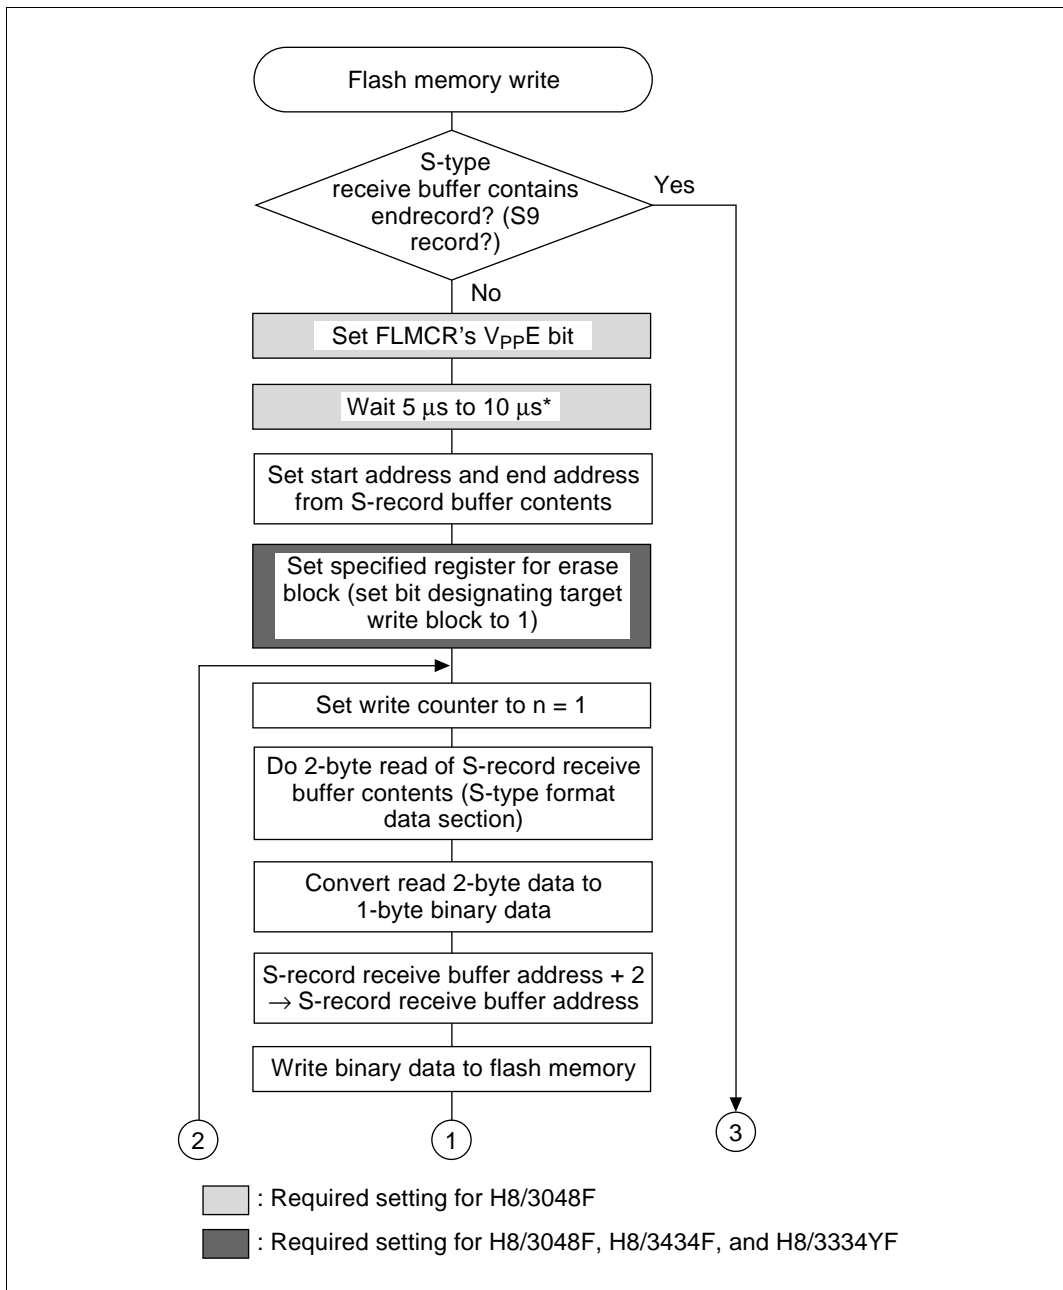 Flash memory write
S-type
receive buffer contains
endrecord? (S9
record?)
Yes
No
Set FLMCR's VPPE bit
Wait 5 μs to 10 μs*
Set start address and end address
from S-record buffer contents
Set specified register for erase
block (set bit designating target
write block to 1)
Set write counter to n = 1
Do 2-byte read of S-record receive
buffer contents (S-type format
data section)
Convert read 2-byte data to
1-byte binary data
S-record receive buffer address + 2
→ S-record receive buffer address
Write binary data to flash memory
2
1
3
: Required setting for H8/3048F
: Required setting for H8/3048F, H8/3434F, and H8/3334YF